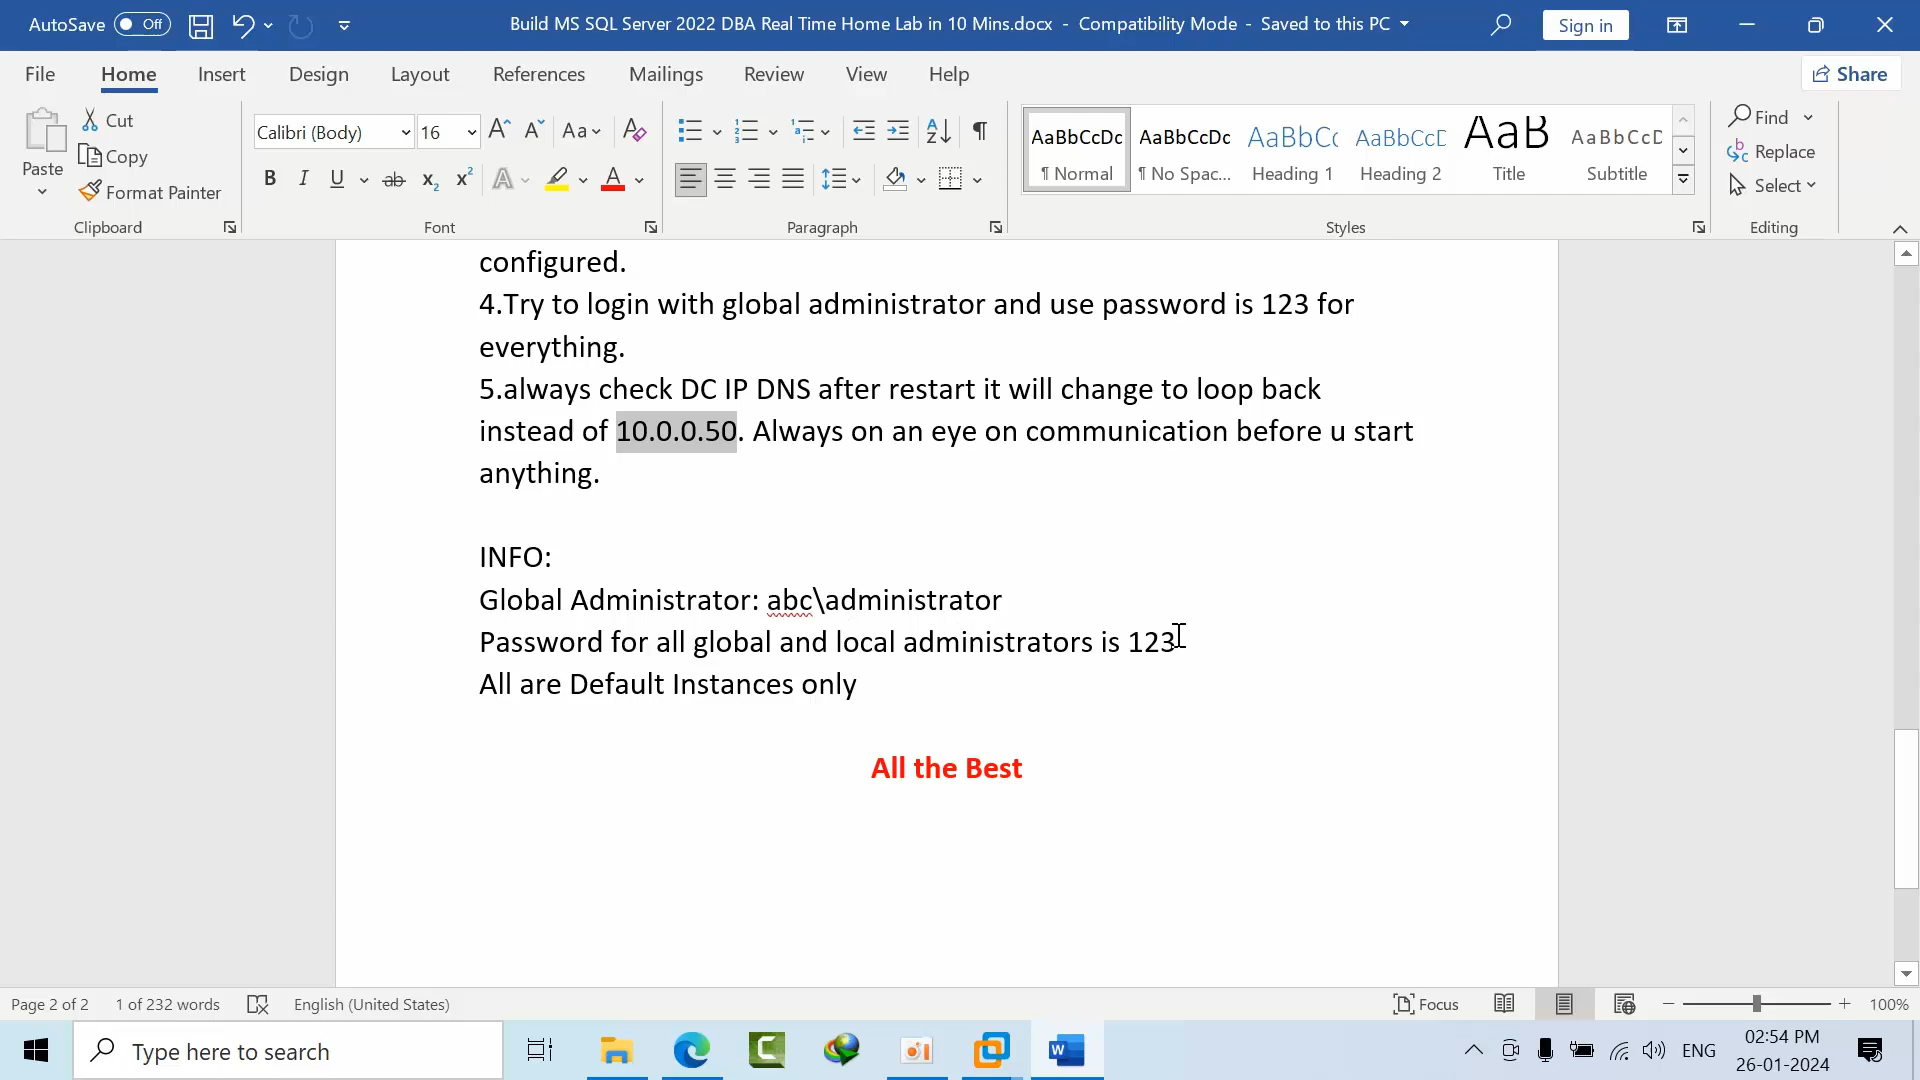 AutoSave Off
Build MS SQL Server 2022 DBA Real Time Home Lab in 10 Mins.docx - Compatibility Mode - Saved to this PC
Sign in
File Home Insert Design Layout References Mailings Review View Help
Share
Paste
Cut
Copy
Format Painter
Clipboard
Calibri (Body) 16
Font
Paragraph
AaBbCcDc AaBbCcDc AaBbCc AaBbCcD AaB AaBbCcD
¶ Normal ¶ No Spac... Heading 1 Heading 2 Title Subtitle
Styles
Find
Replace
Select
Editing
configured.
4.Try to login with global administrator and use password is 123 for
everything.
5.always check DC IP DNS after restart it will change to loop back
instead of 10.0.0.50. Always on an eye on communication before u start
anything.
INFO:
Global Administrator: abc\administrator
Password for all global and local administrators is 123
All are Default Instances only
All the Best
Page 2 of 2 1 of 232 words English (United States)
Focus
100%
Type here to search
ENG
02:54 PM
26-01-2024